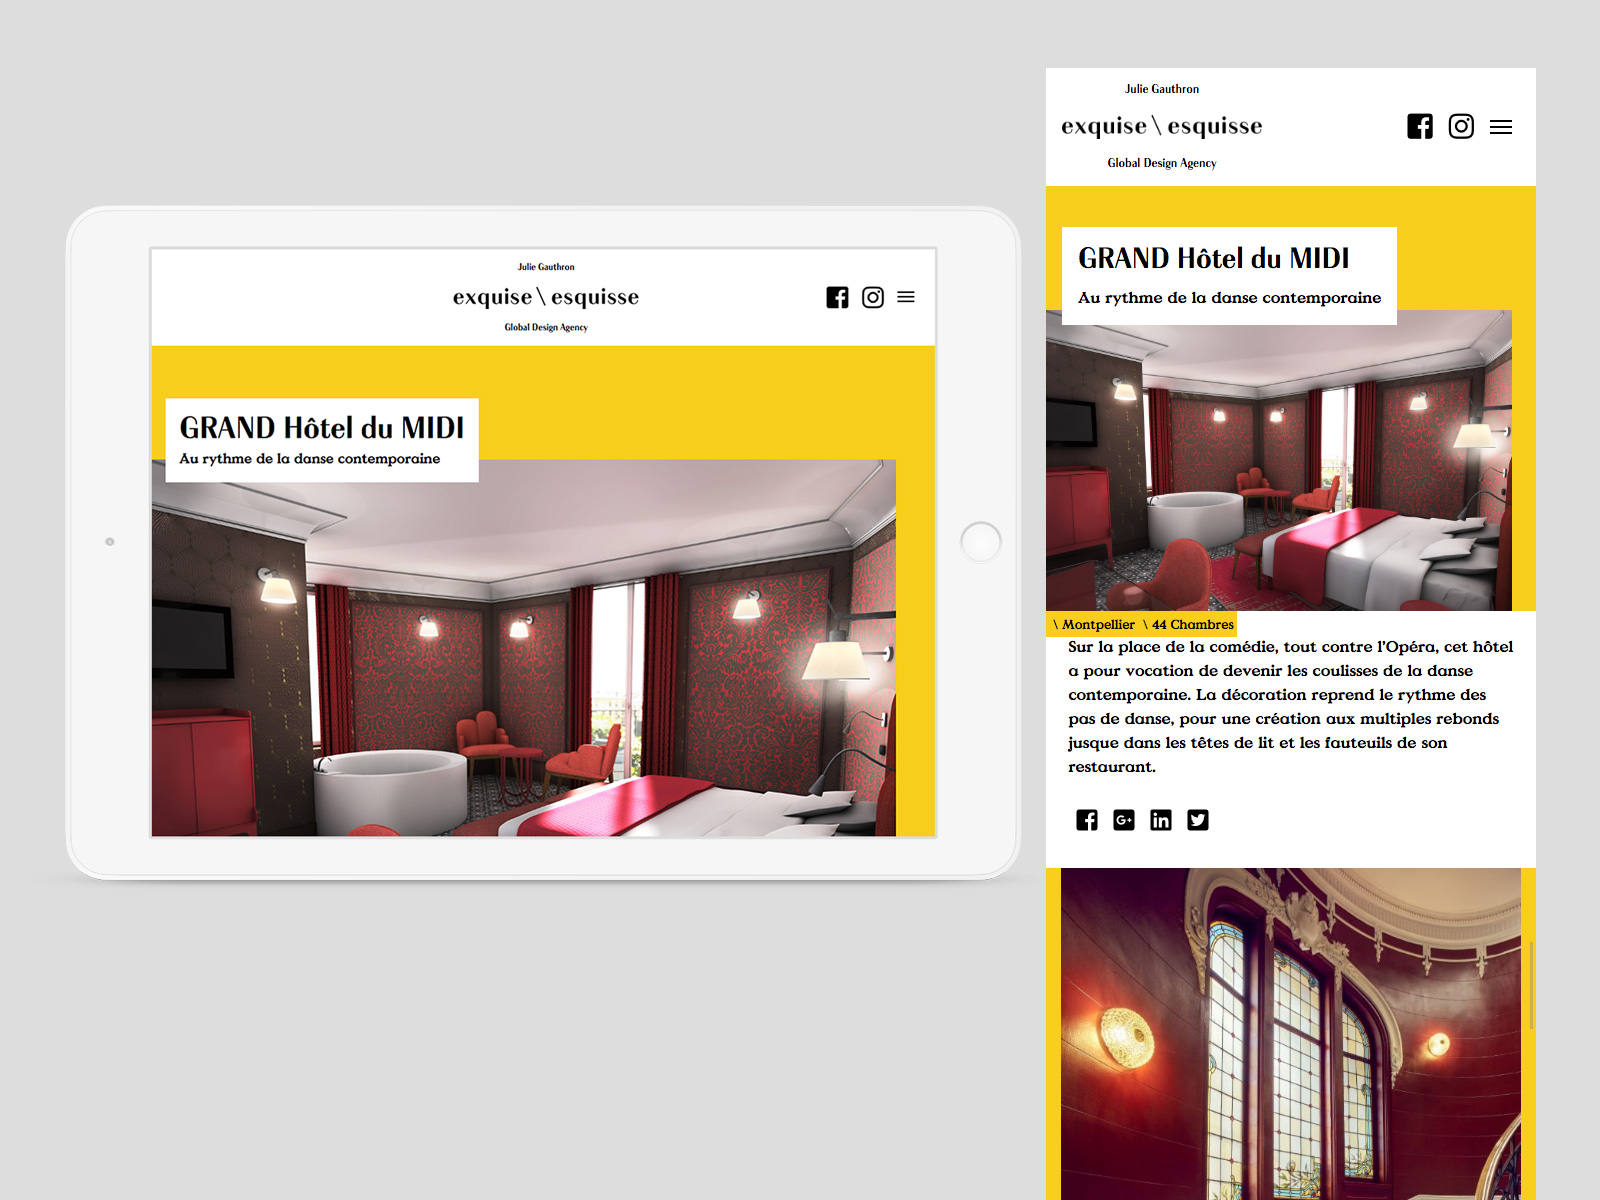 Julie Gauthron
exquise \ esquisse
Global Design Agency
GRAND Hôtel du MIDI
Au rythme de la danse contemporaine
Julie Gauthron
exquise \ esquisse
Global Design Agency
GRAND Hôtel du MIDI
Au rythme de la danse contemporaine
\ Montpellier \ 44 Chambres
Sur la place de la comédie, tout contre l'Opéra, cet hôtel
a pour vocation de devenir les coulisses de la danse
contemporaine. La décoration reprend le rythme des
pas de danse, pour une création aux multiples rebonds
jusque dans les têtes de lit et les fauteuils de son
restaurant.